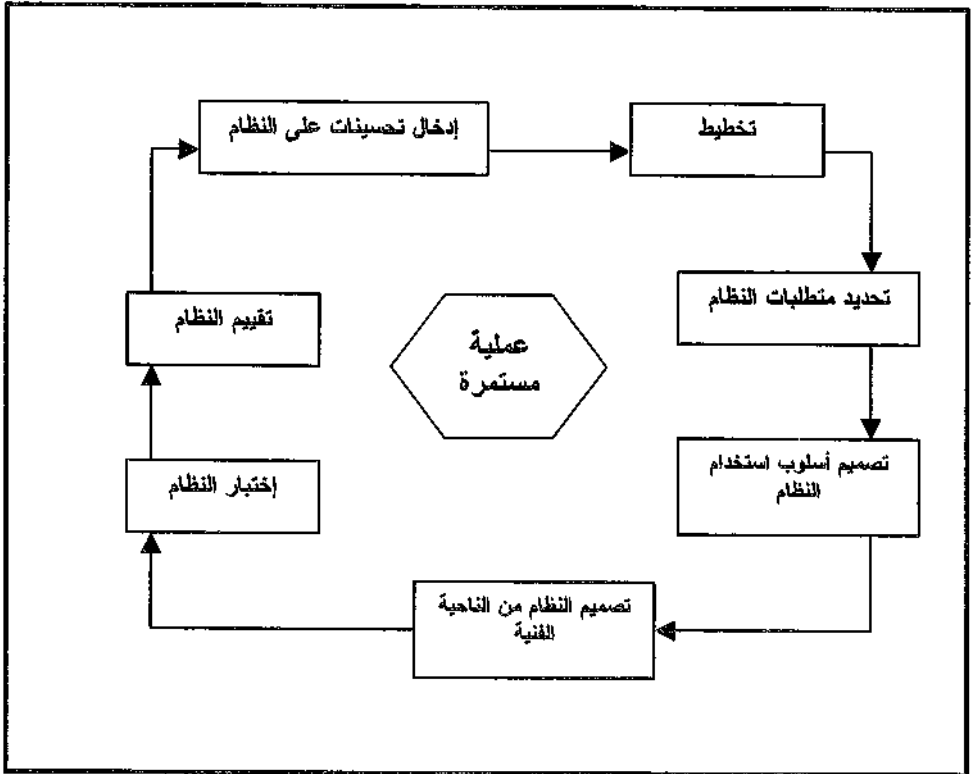 إدخال تحسينات على النظام
تخطيط
تحديد متطلبات النظام
تصميم أسلوب استخدام
النظام
تصميم النظام من الناحية
الفنية
إختبار النظام
تقييم النظام
عملية
مستمرة